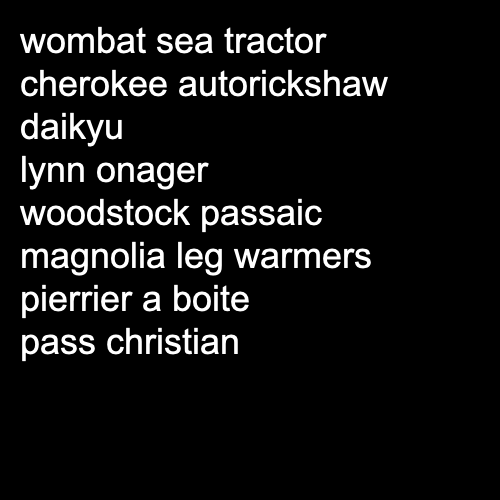 wombat sea tractor
cherokee autorickshaw
daikyu
lynn onager
woodstock passaic
magnolia leg warmers
pierrier a boite
pass christian